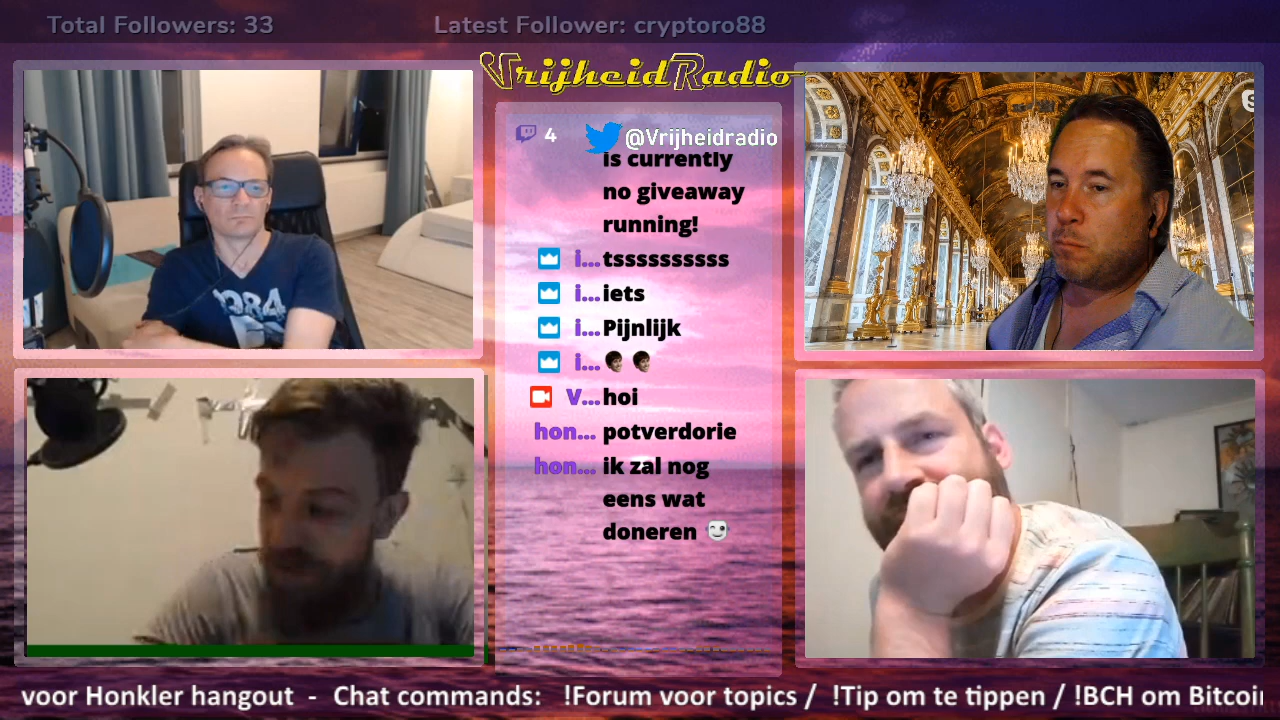 Total Followers: 33
Latest Follower: cryptoro88
VrijheidRadio
4
@Vrijheidradio
is currently
no giveaway
running!
i... tssssssssss
i... iets
i... Pijnlijk
i...
V... hoi
hon... potverdorie
hon... ik zal nog
eens wat
doneren
1984
voor Honkler hangout - Chat commands: !Forum voor topics / !Tip om te tippen / !BCH om Bitcoi